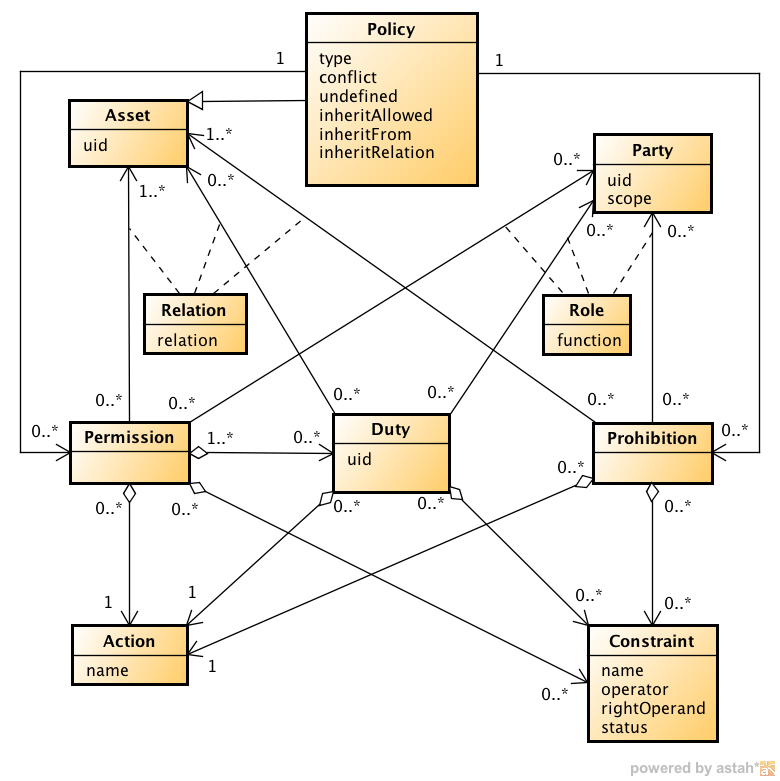 Policy
type
conflict
undefined
inheritAllowed
inheritFrom
inheritRelation
1
1
Asset
uid
1..*
0..*
1..*
Party
uid
scope
0..*
0..*
0..*
Relation
relation
Role
function
0..*
0..*
0..*
0..*
0..*
0..*
0..*
0..*
Permission
1..*
0..*
Duty
uid
Prohibition
0..*
0..*
0..*
0..*
0..*
0..*
1
1
1
0..*
0..*
0..*
Action
name
Constraint
name
operator
rightOperand
status
powered by astah*